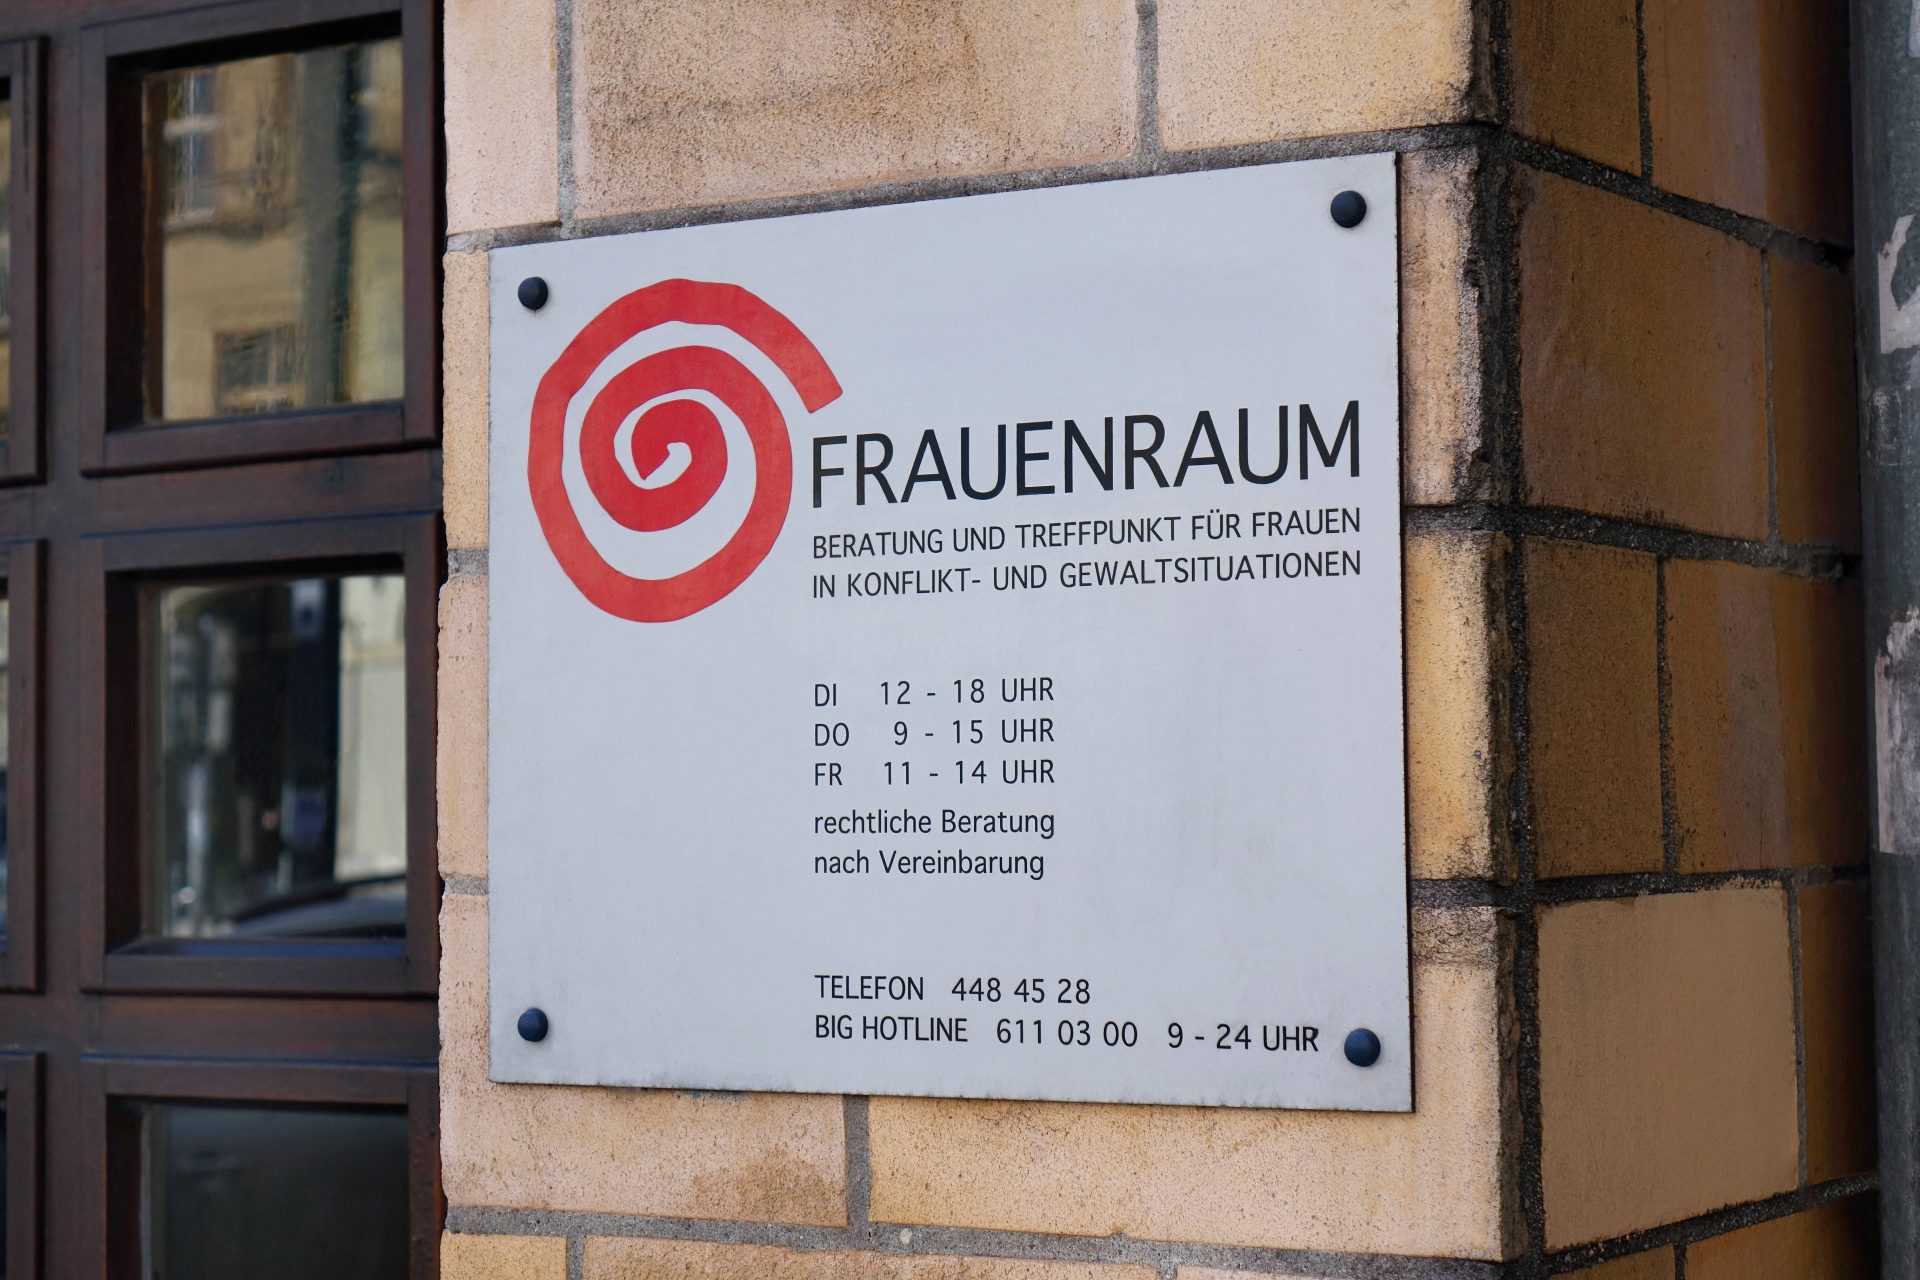 FRAUENRAUM
BERATUNG UND TREFFPUNKT FÜR FRAUEN
IN KONFLIKT- UND GEWALTSITUATIONEN
DI 12 - 18 UHR
DO 9 - 15 UHR
FR 11 - 14 UHR
rechtliche Beratung
nach Vereinbarung
TELEFON 448 45 28
BIG HOTLINE 611 03 00 9 - 24 UHR